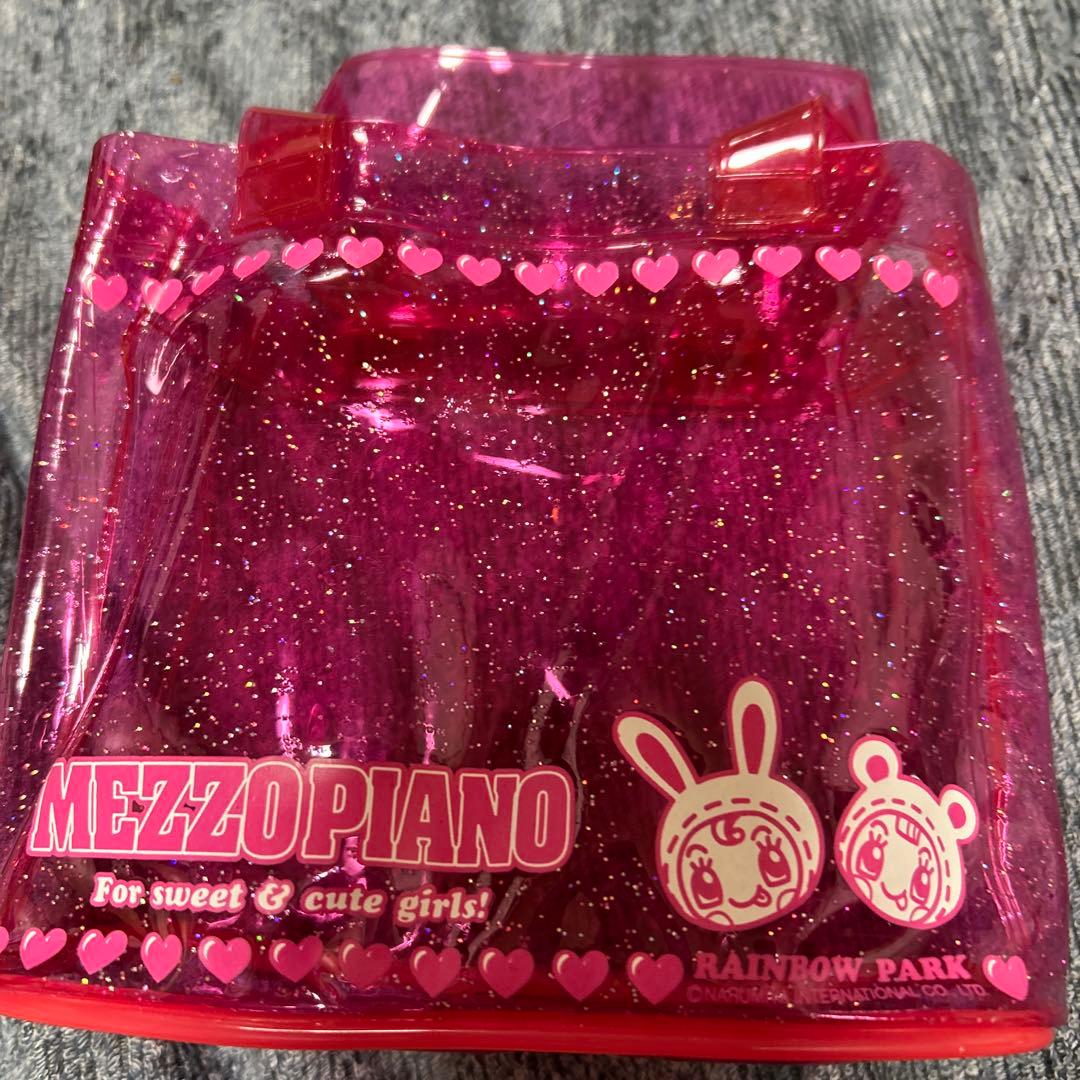 MEZZOPIANO
For sweet & cute girls!
RAINBOW PARK
©NARUMIYA INTERNATIONAL CO., LTD.